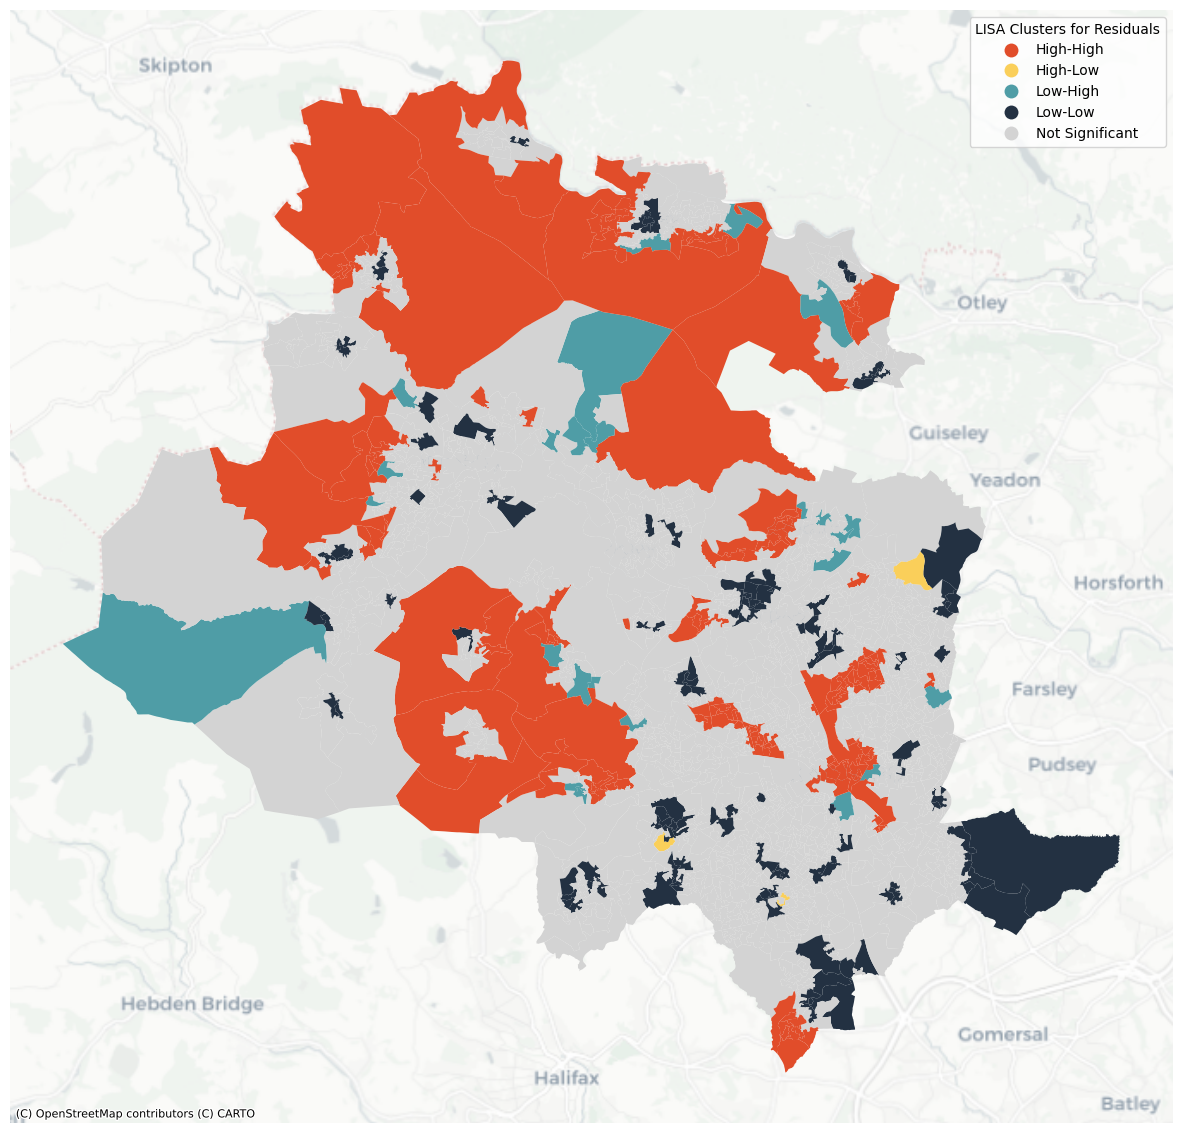 LISA Clusters for Residuals
High-High
High-Low
Low-High
Low-Low
Not Significant
Skipton
Otley
Guiseley
Yeadon
Horsforth
Farsley
Pudsey
Hebden Bridge
Gomersal
Halifax
Batley
(C) OpenStreetMap contributors (C) CARTO